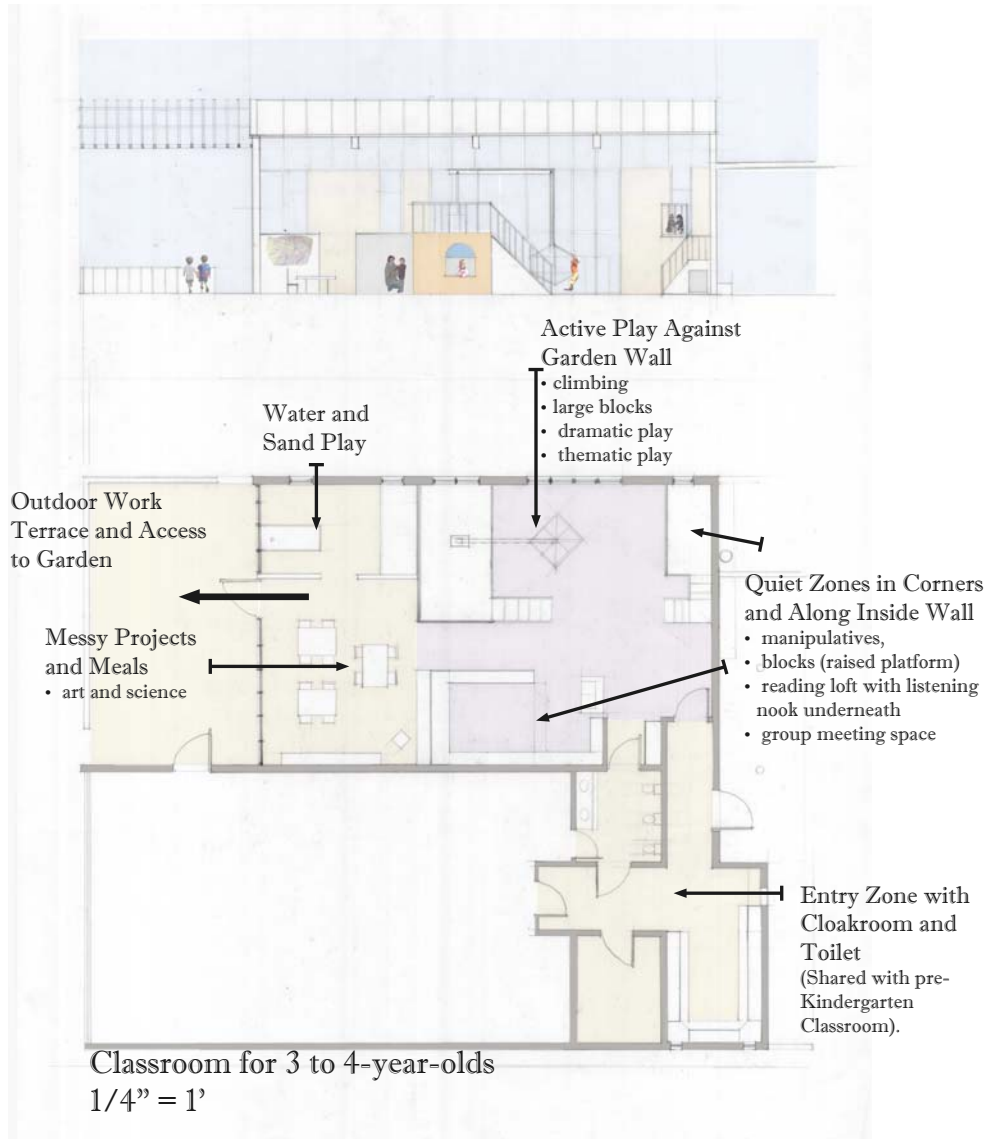 Active Play Against
Garden Wall
• climbing
• large blocks
• dramatic play
• thematic play
Water and
Sand Play
Outdoor Work
Terrace and Access
to Garden
Quiet Zones in Corners
and Along Inside Wall
• manipulatives,
• blocks (raised platform)
• reading loft with listening
nook underneath
• group meeting space
Messy Projects
and Meals
• art and science
Entry Zone with
Cloakroom and
Toilet
(Shared with pre-
Kindergarten
Classroom).
Classroom for 3 to 4-year-olds
1/4” = 1’